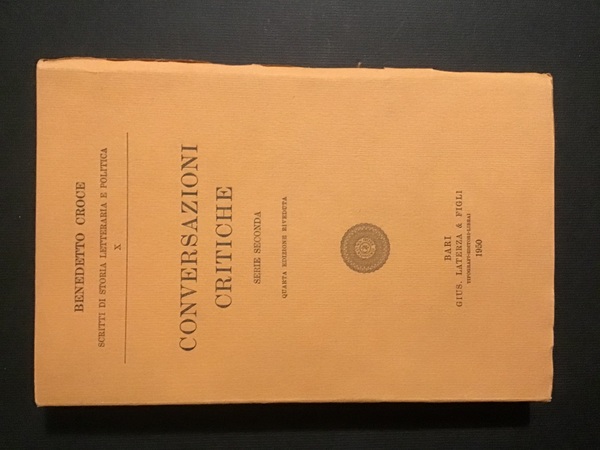 BENEDETTO CROCE
SCRITTI DI STORIA LETTERARIA E POLITICA
X
CONVERSAZIONI
CRITICHE
SERIE SECONDA
QUARTA EDIZIONE RIVEDUTA
BARI
GIUS. LATERZA & FIGLI
TIPOGRAFI-EDITORI-LIBRAI
1950